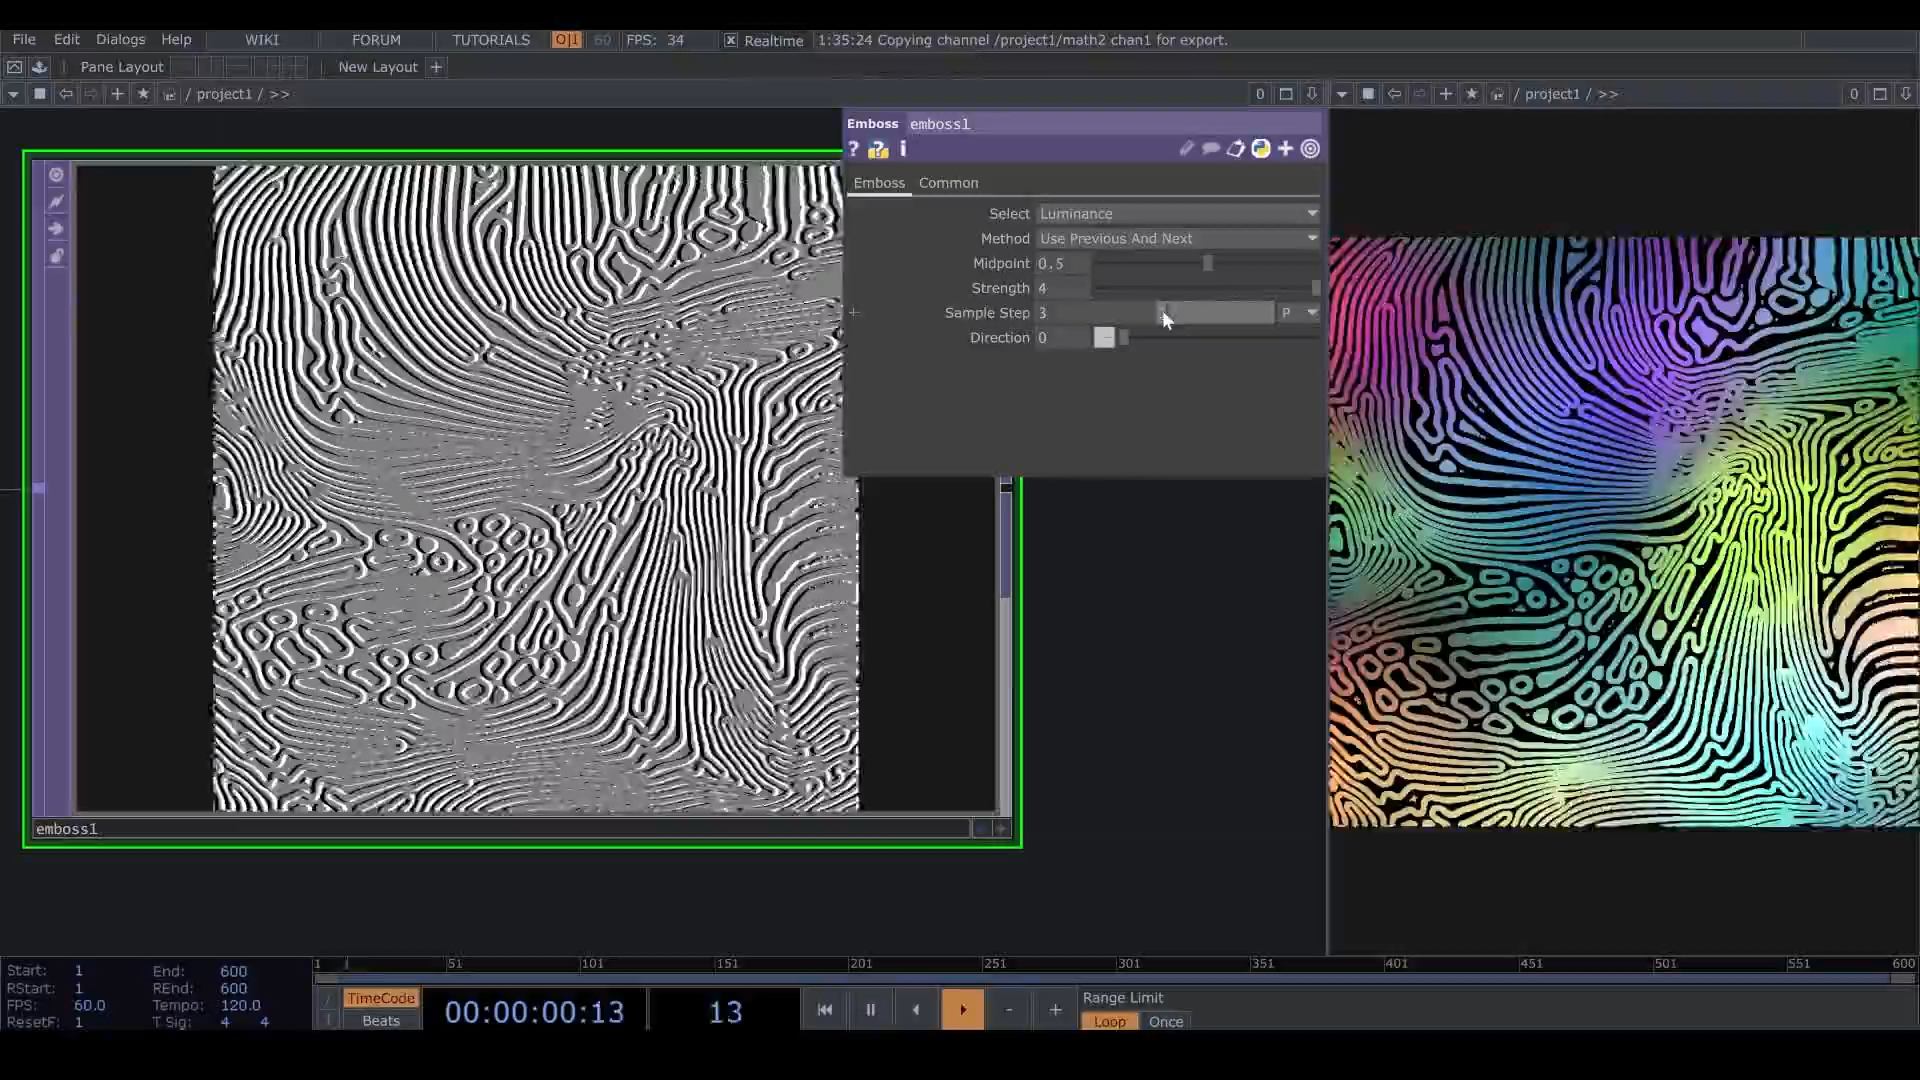 File Edit Dialogs Help WIKI FORUM TUTORIALS O|I 60 FPS: 34 Realtime 1:35:24 Copying channel /project1/math2 chan1 for export.
Pane Layout New Layout +
/ project1 / >> 0 / project1 / >> 0
Emboss emboss1
? ? i
Emboss Common
Select Luminance
Method Use Previous And Next
Midpoint 0.5
Strength 4
Sample Step 3 P
Direction 0
emboss1
1 51 101 151 201 251 301 351 401 451 501 551 600
Start: 1 End: 600
RStart: 1 REnd: 600
FPS: 60.0 Tempo: 120.0
ResetF: 1 T Sig: 4 4
TimeCode
Beats
00:00:00:13 13
- +
Range Limit
Loop Once